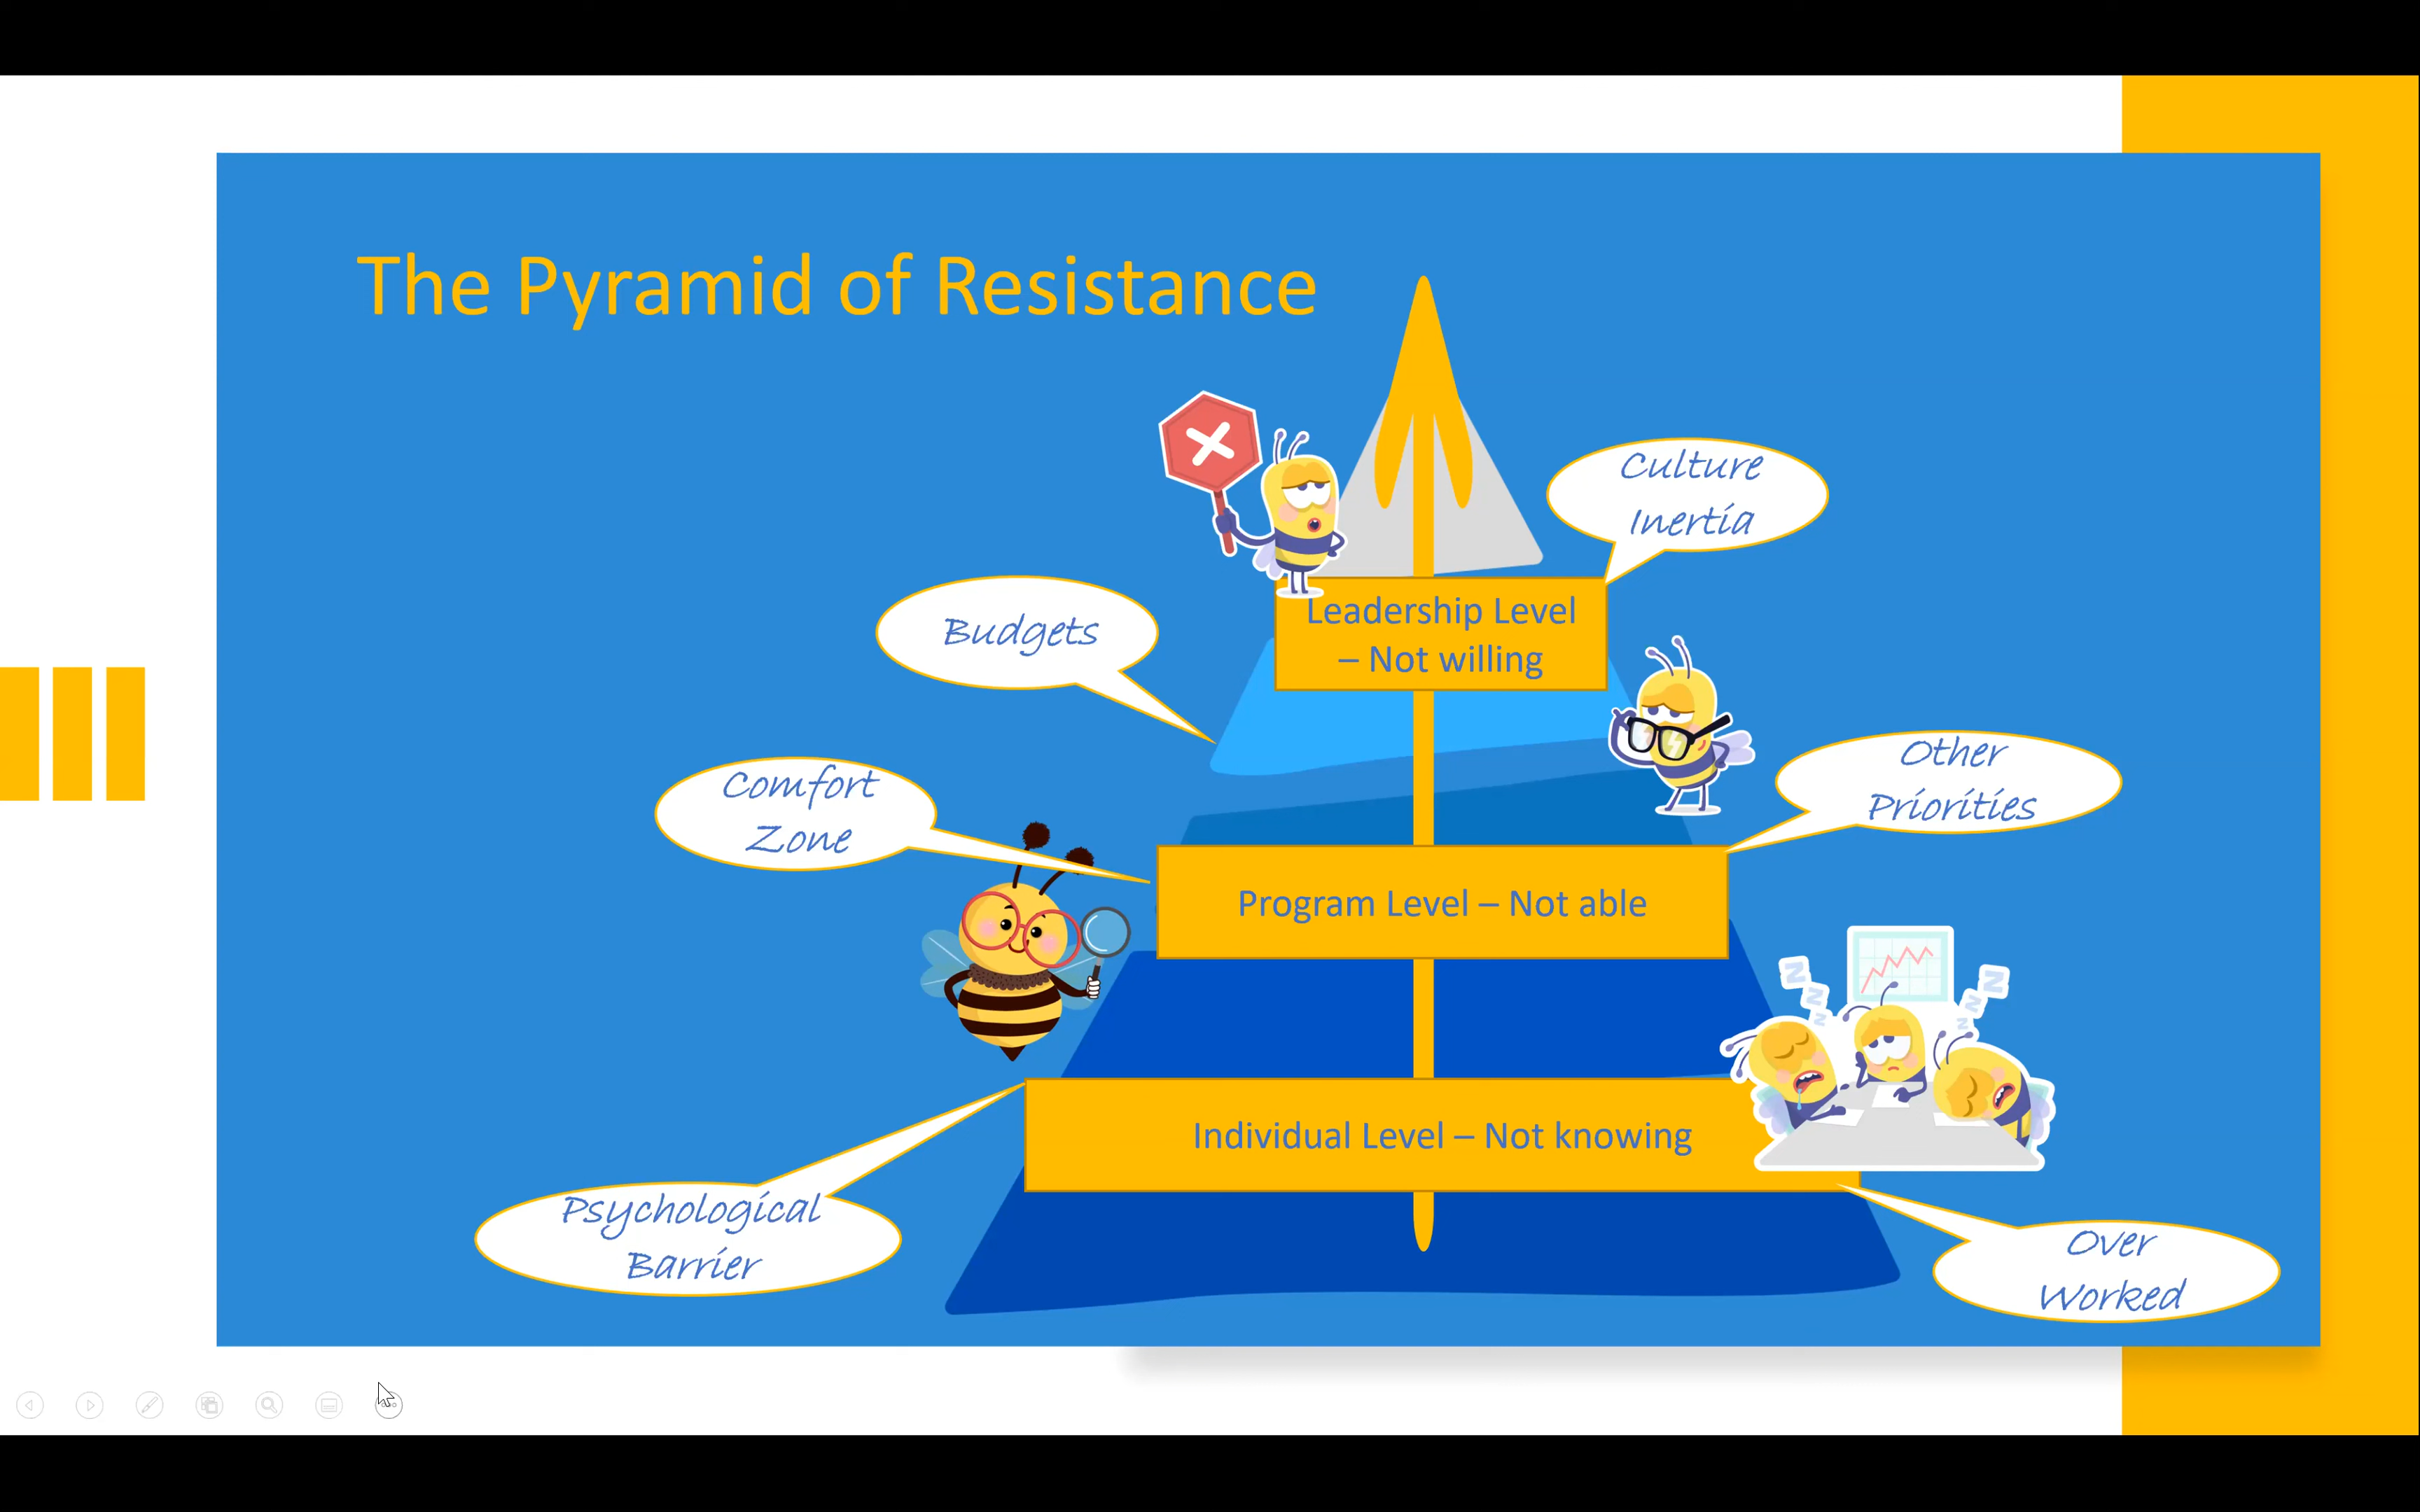 The Pyramid of Resistance
Culture
Inertia
Budgets
Leadership Level
– Not willing
Comfort
Zone
Other
Priorities
Program Level – Not able
N
N
N
N
N
N
Individual Level – Not knowing
Psychological
Barrier
Over
Worked